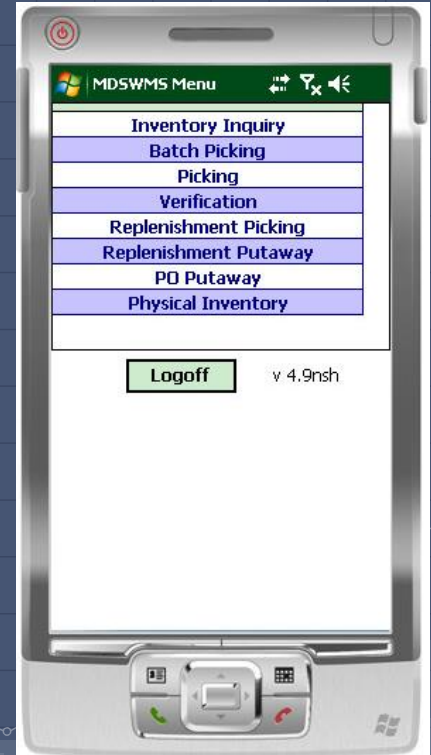 MDSWMS Menu
Inventory Inquiry
Batch Picking
Picking
Verification
Replenishment Picking
Replenishment Putaway
PO Putaway
Physical Inventory
Logoff
v 4.9nsh